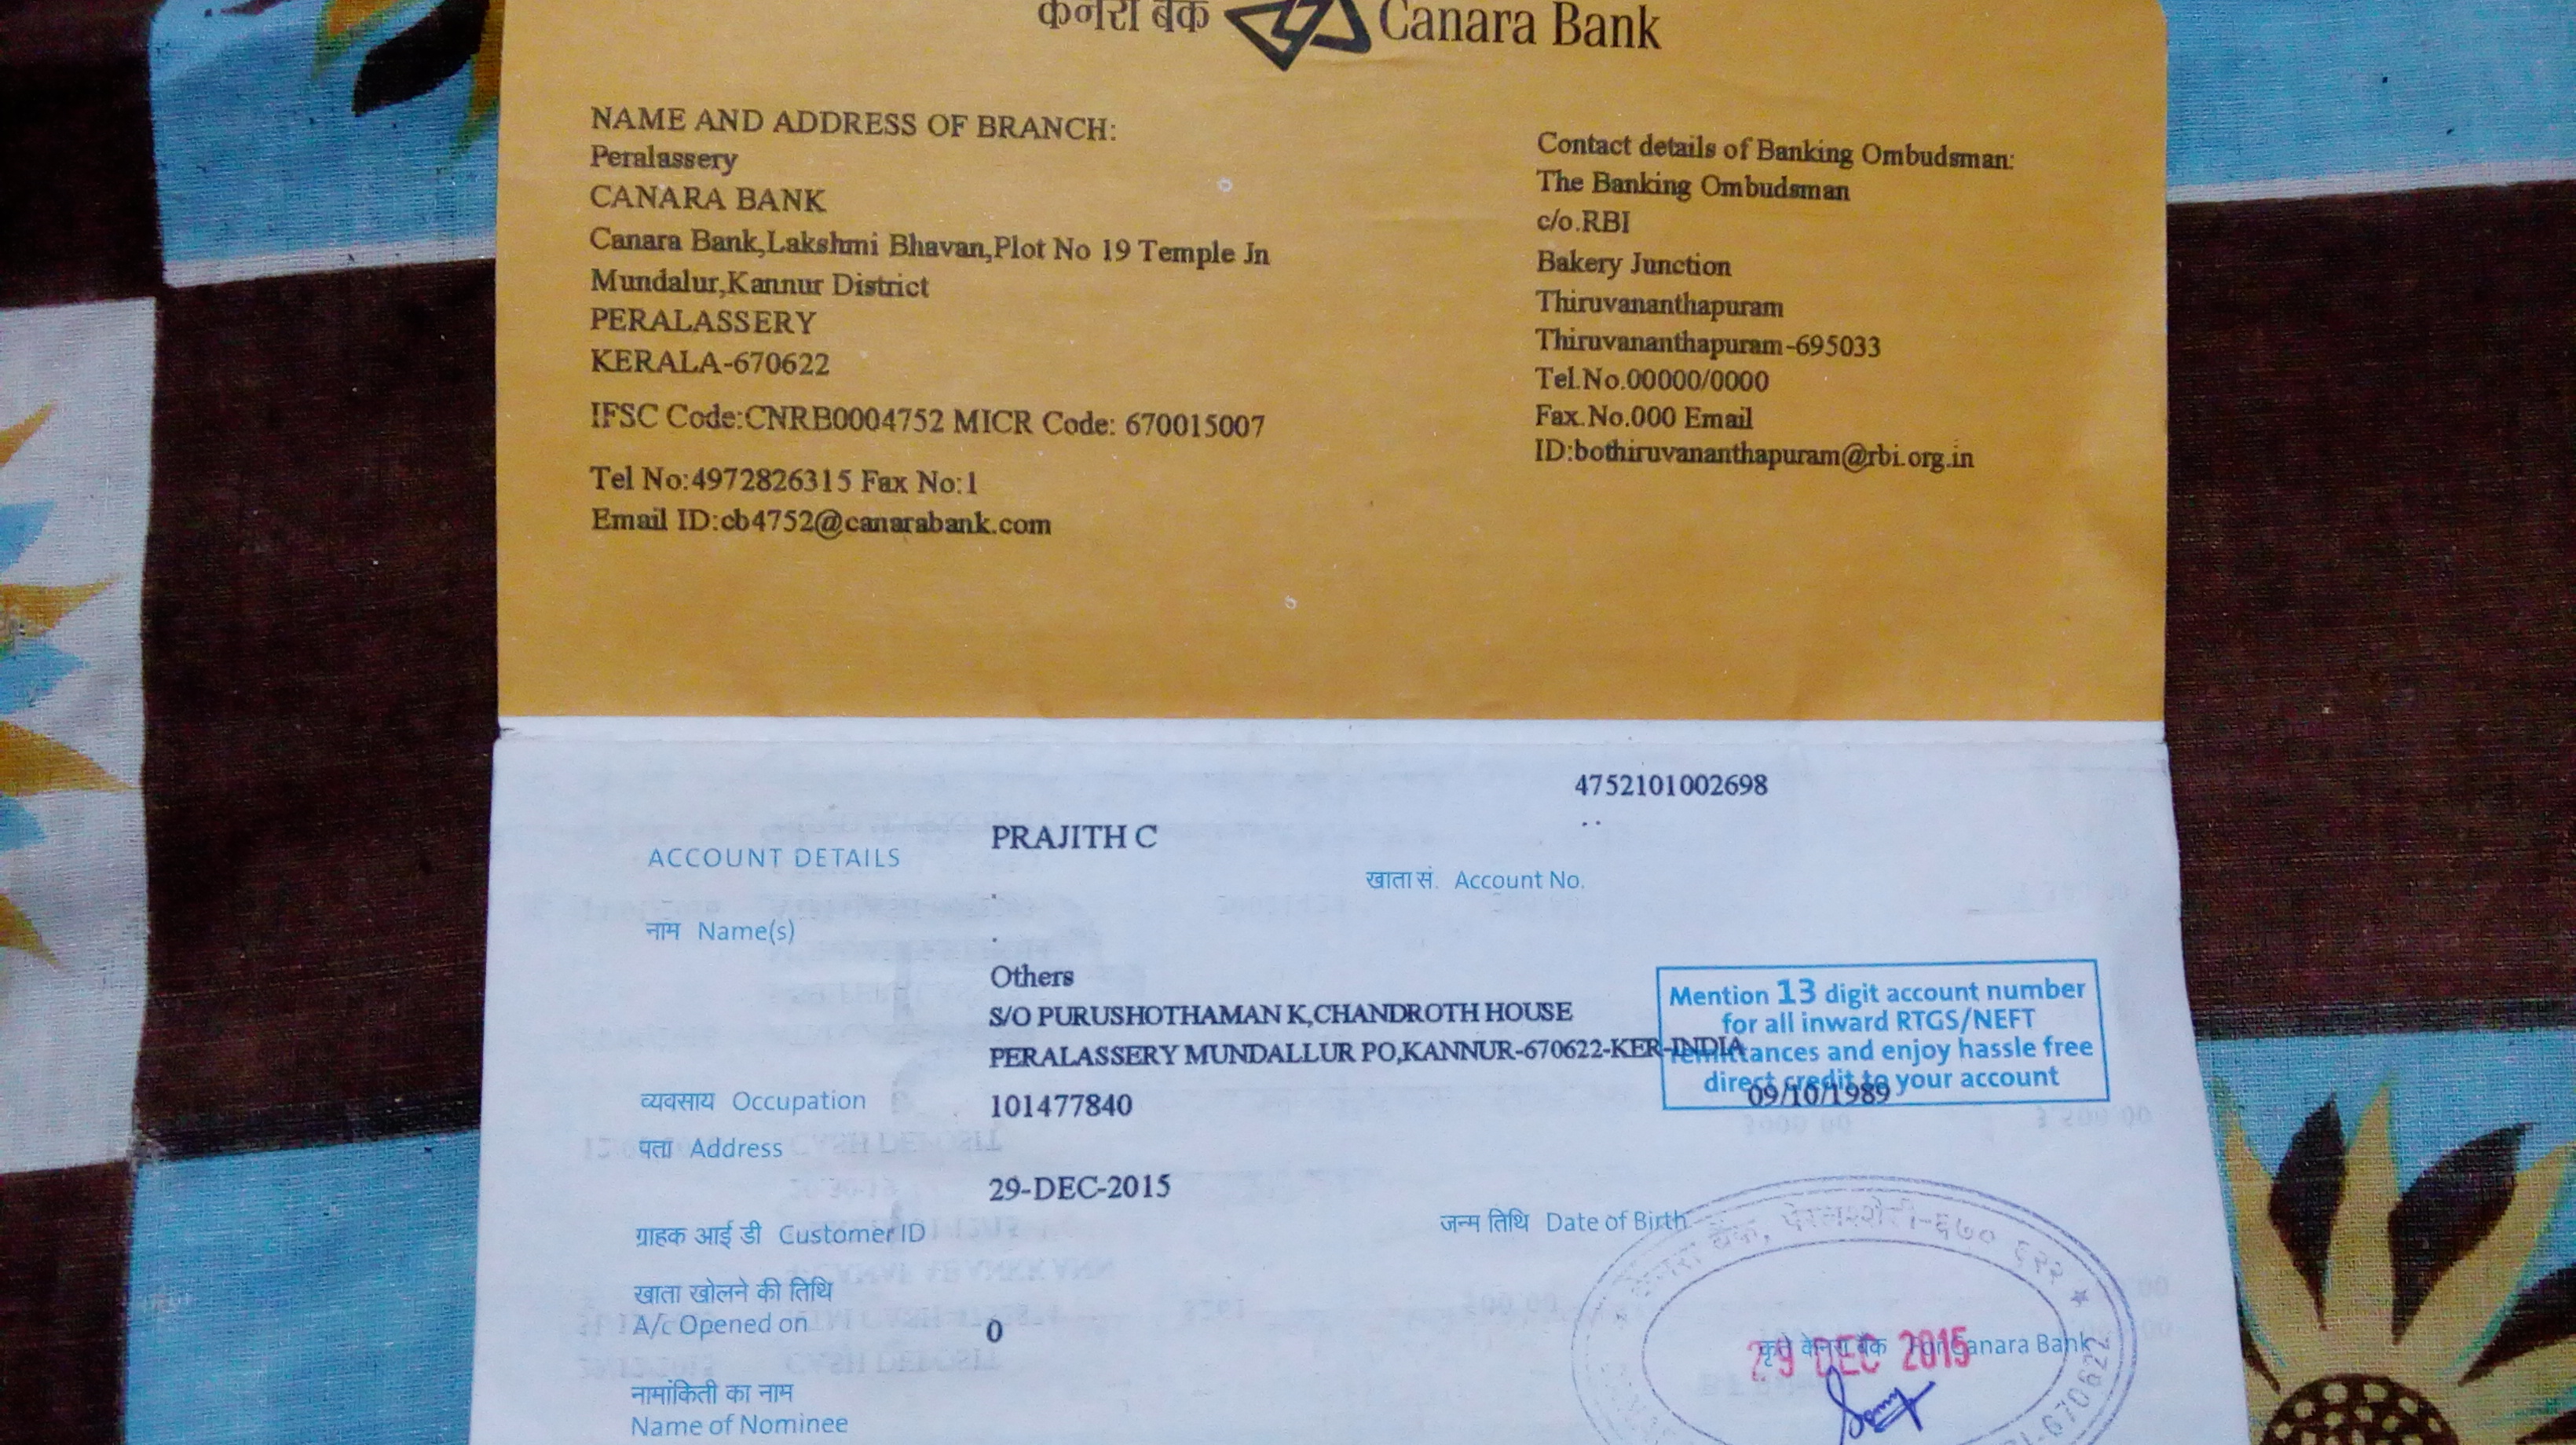 केनरा बैंक Canara Bank
NAME AND ADDRESS OF BRANCH:
Peralassery
CANARA BANK
Canara Bank,Lakshmi Bhavan,Plot No 19 Temple Jn
Mundalur,Kannur District
PERALASSERY
KERALA-670622
IFSC Code:CNRB0004752 MICR Code: 670015007
Tel No:4972826315 Fax No:1
Email ID:cb4752@canarabank.com
Contact details of Banking Ombudsman:
The Banking Ombudsman
c/o.RBI
Bakery Junction
Thiruvananthapuram
Thiruvananthapuram-695033
Tel.No.00000/0000
Fax.No.000 Email
ID:bothiruvananthapuram@rbi.org.in
4752101002698
PRAJITH C
ACCOUNT DETAILS
खाता सं. Account No.
नाम Name(s)
Others
S/O PURUSHOTHAMAN K,CHANDROTH HOUSE
PERALASSERY MUNDALLUR PO,KANNUR-670622-KER-INDIA
Mention 13 digit account number
for all inward RTGS/NEFT
remittances and enjoy hassle free
direct credit to your account
09/10/1989
व्यवसाय Occupation
101477840
पता Address
29-DEC-2015
ग्राहक आई डी Customer ID
जन्म तिथि Date of Birth
खाता खोलने की तिथि
A/c Opened on
0
कृते केनरा बैंक For Canara Bank
29 DEC 2015
नामांकिती का नाम
Name of Nominee
670622